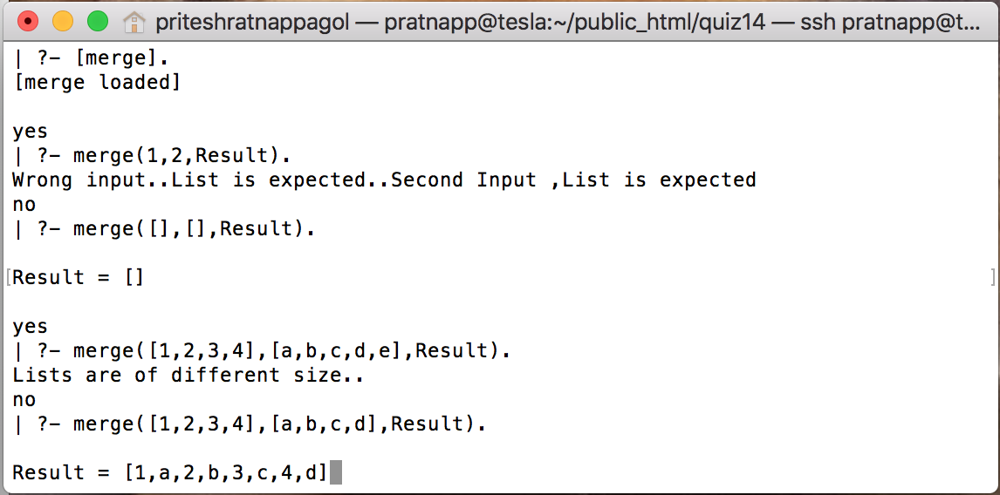 priteshratnappagol — pratnapp@tesla:~/public_html/quiz14 — ssh pratnapp@t...
| ?- [merge].
[merge loaded]
yes
| ?- merge(1,2,Result).
Wrong input..List is expected..Second Input ,List is expected
no
| ?- merge([],[],Result).
[Result = [] ]
yes
| ?- merge([1,2,3,4],[a,b,c,d,e],Result).
Lists are of different size..
no
| ?- merge([1,2,3,4],[a,b,c,d],Result).
Result = [1,a,2,b,3,c,4,d]